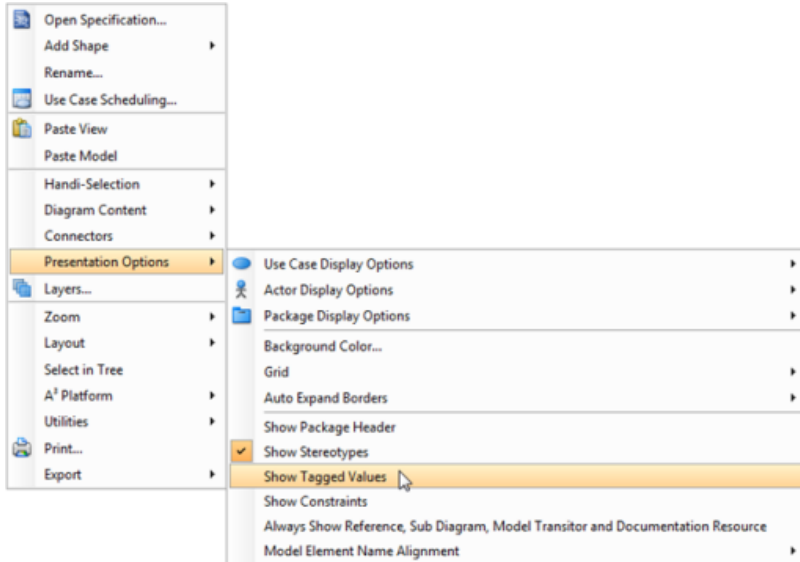 Open Specification...
Add Shape
Rename...
Use Case Scheduling...
Paste View
Paste Model
Handi-Selection
Diagram Content
Connectors
Presentation Options
Layers...
Zoom
Layout
Select in Tree
A³ Platform
Utilities
Print...
Export
Use Case Display Options
Actor Display Options
Package Display Options
Background Color...
Grid
Auto Expand Borders
Show Package Header
Show Stereotypes
Show Tagged Values
Show Constraints
Always Show Reference, Sub Diagram, Model Transitor and Documentation Resource
Model Element Name Alignment